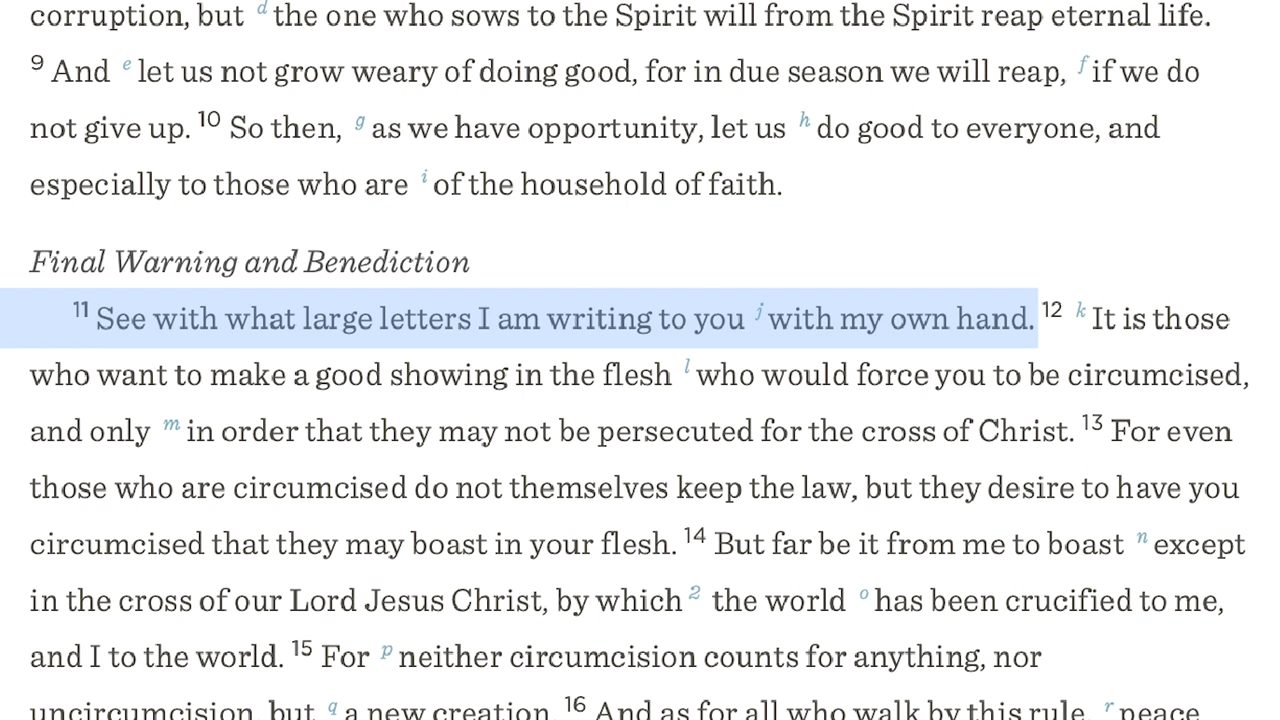 corruption, but d the one who sows to the Spirit will from the Spirit reap eternal life.
9 And e let us not grow weary of doing good, for in due season we will reap, f if we do
not give up. 10 So then, g as we have opportunity, let us h do good to everyone, and
especially to those who are i of the household of faith.
Final Warning and Benediction
11 See with what large letters I am writing to you j with my own hand. 12 k It is those
who want to make a good showing in the flesh l who would force you to be circumcised,
and only m in order that they may not be persecuted for the cross of Christ. 13 For even
those who are circumcised do not themselves keep the law, but they desire to have you
circumcised that they may boast in your flesh. 14 But far be it from me to boast n except
in the cross of our Lord Jesus Christ, by which 2 the world o has been crucified to me,
and I to the world. 15 For p neither circumcision counts for anything, nor
uncircumcision, but q a new creation. 16 And as for all who walk by this rule, r peace